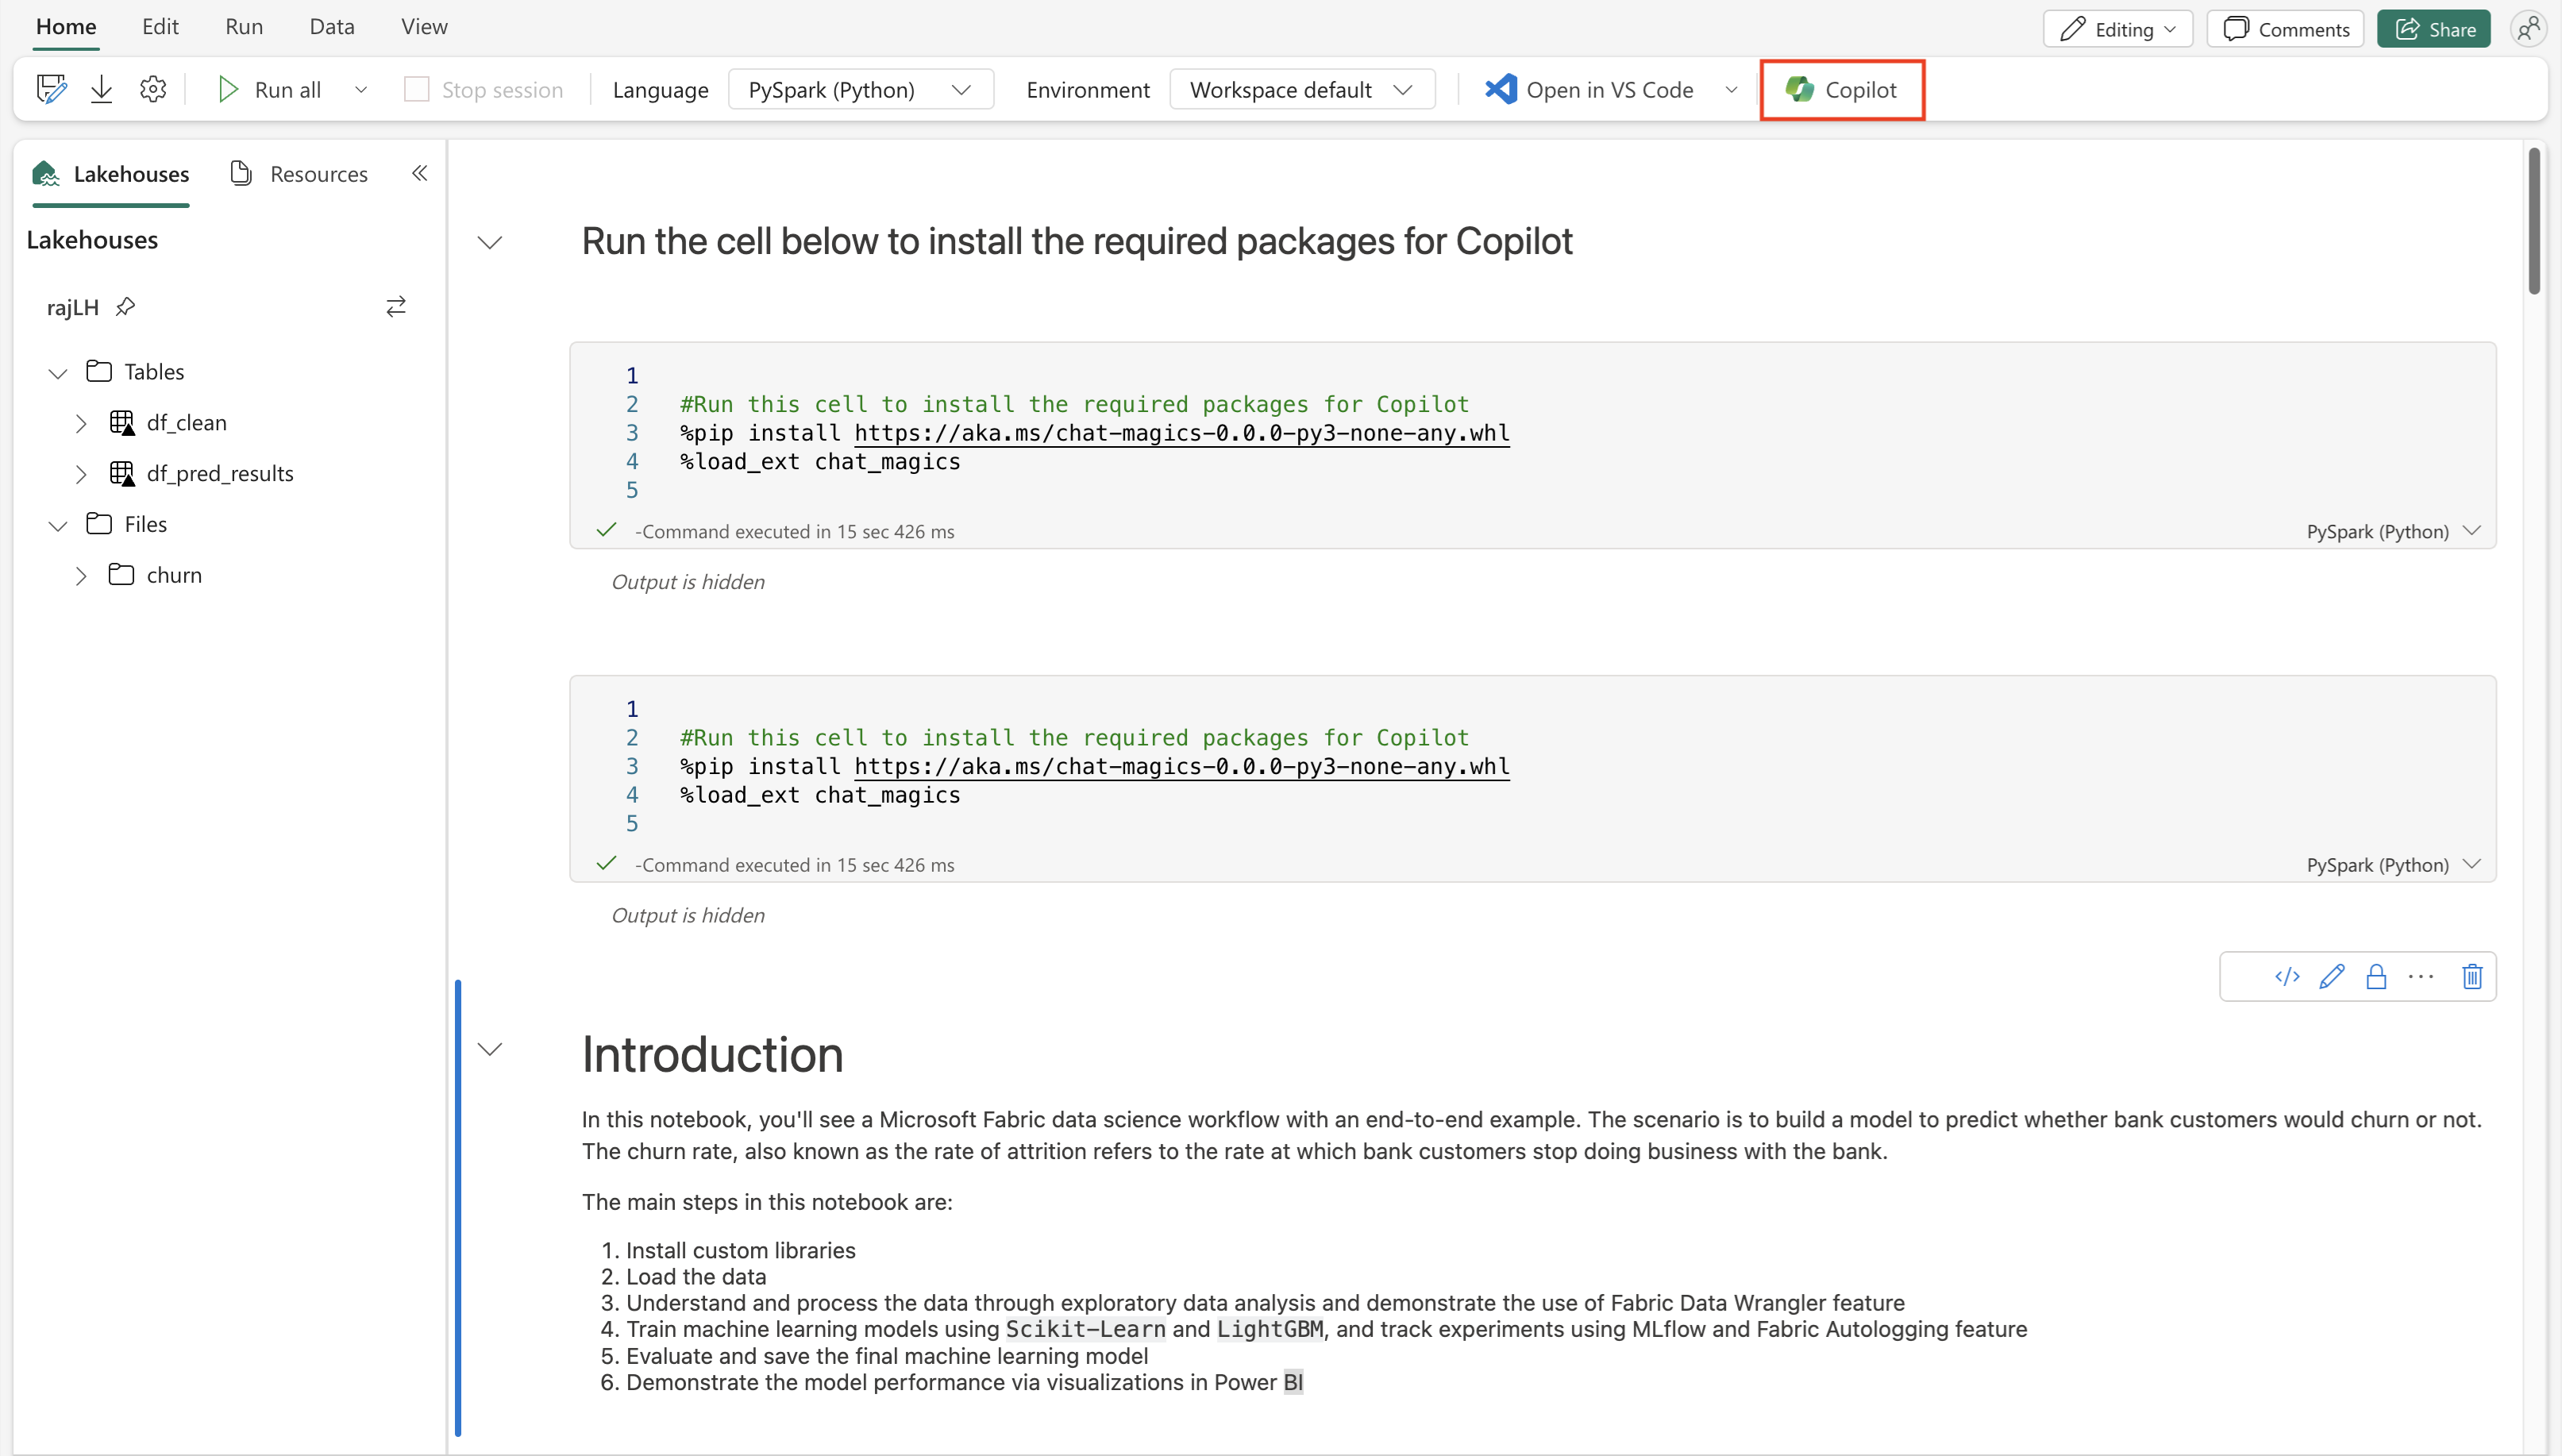 Home Edit Run Data View Editing Comments Share
Run all Stop session Language PySpark (Python) Environment Workspace default Open in VS Code Copilot
Lakehouses Resources
Lakehouses
rajLH
Tables
df_clean
df_pred_results
Files
churn
Run the cell below to install the required packages for Copilot
1
2 #Run this cell to install the required packages for Copilot
3 %pip install https://aka.ms/chat-magics-0.0.0-py3-none-any.whl
4 %load_ext chat_magics
5
-Command executed in 15 sec 426 ms PySpark (Python)
Output is hidden
1
2 #Run this cell to install the required packages for Copilot
3 %pip install https://aka.ms/chat-magics-0.0.0-py3-none-any.whl
4 %load_ext chat_magics
5
-Command executed in 15 sec 426 ms PySpark (Python)
Output is hidden
Introduction
In this notebook, you'll see a Microsoft Fabric data science workflow with an end-to-end example. The scenario is to build a model to predict whether bank customers would churn or not.
The churn rate, also known as the rate of attrition refers to the rate at which bank customers stop doing business with the bank.
The main steps in this notebook are:
1. Install custom libraries
2. Load the data
3. Understand and process the data through exploratory data analysis and demonstrate the use of Fabric Data Wrangler feature
4. Train machine learning models using Scikit-Learn and LightGBM, and track experiments using MLflow and Fabric Autologging feature
5. Evaluate and save the final machine learning model
6. Demonstrate the model performance via visualizations in Power BI